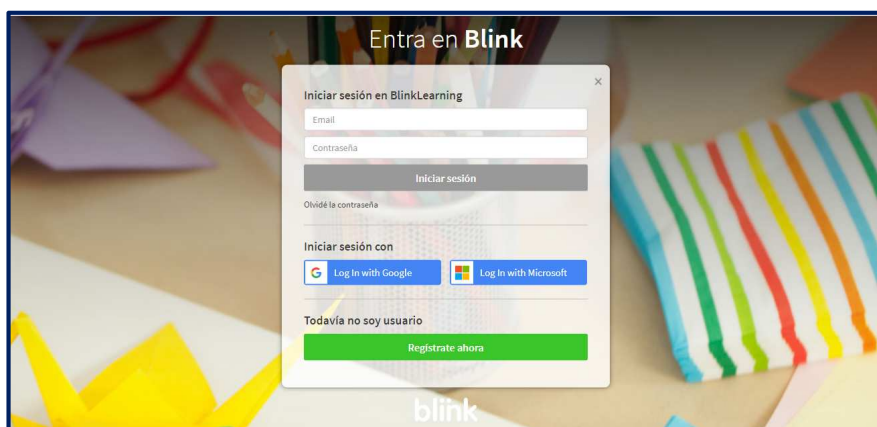 Entra en Blink
Iniciar sesión en BlinkLearning
Email
Contraseña
Iniciar sesión
Olvidé la contraseña
Iniciar sesión con
Log In with Google
Log In with Microsoft
Todavía no soy usuario
Regístrate ahora
blink